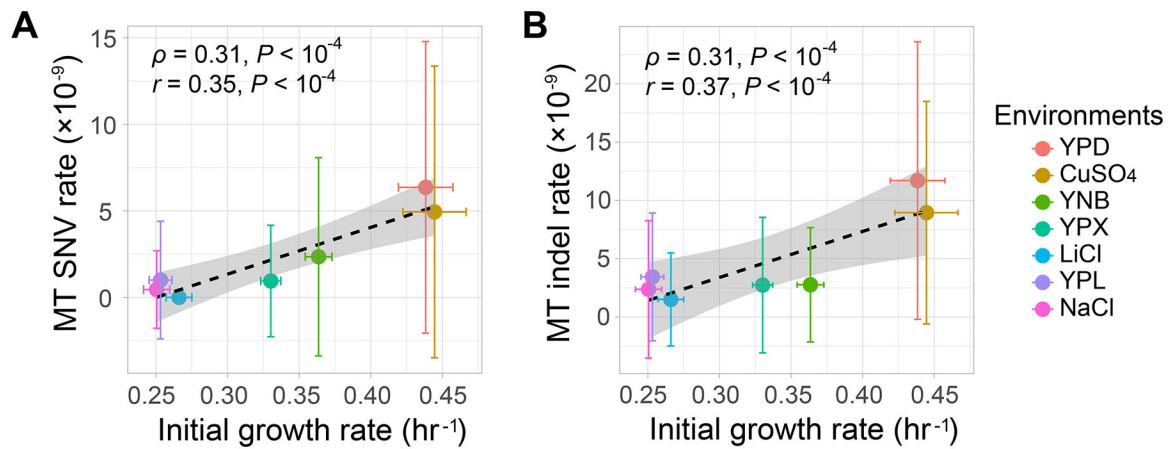 A
ρ = 0.31, P < 10-4
r = 0.35, P < 10-4
MT SNV rate (×10-9)
15
10
5
0
0.25 0.30 0.35 0.40 0.45
Initial growth rate (hr-1)
B
ρ = 0.31, P < 10-4
r = 0.37, P < 10-4
MT indel rate (×10-9)
20
15
10
5
0
0.25 0.30 0.35 0.40 0.45
Initial growth rate (hr-1)
Environments
YPD
CuSO4
YNB
YPX
LiCl
YPL
NaCl